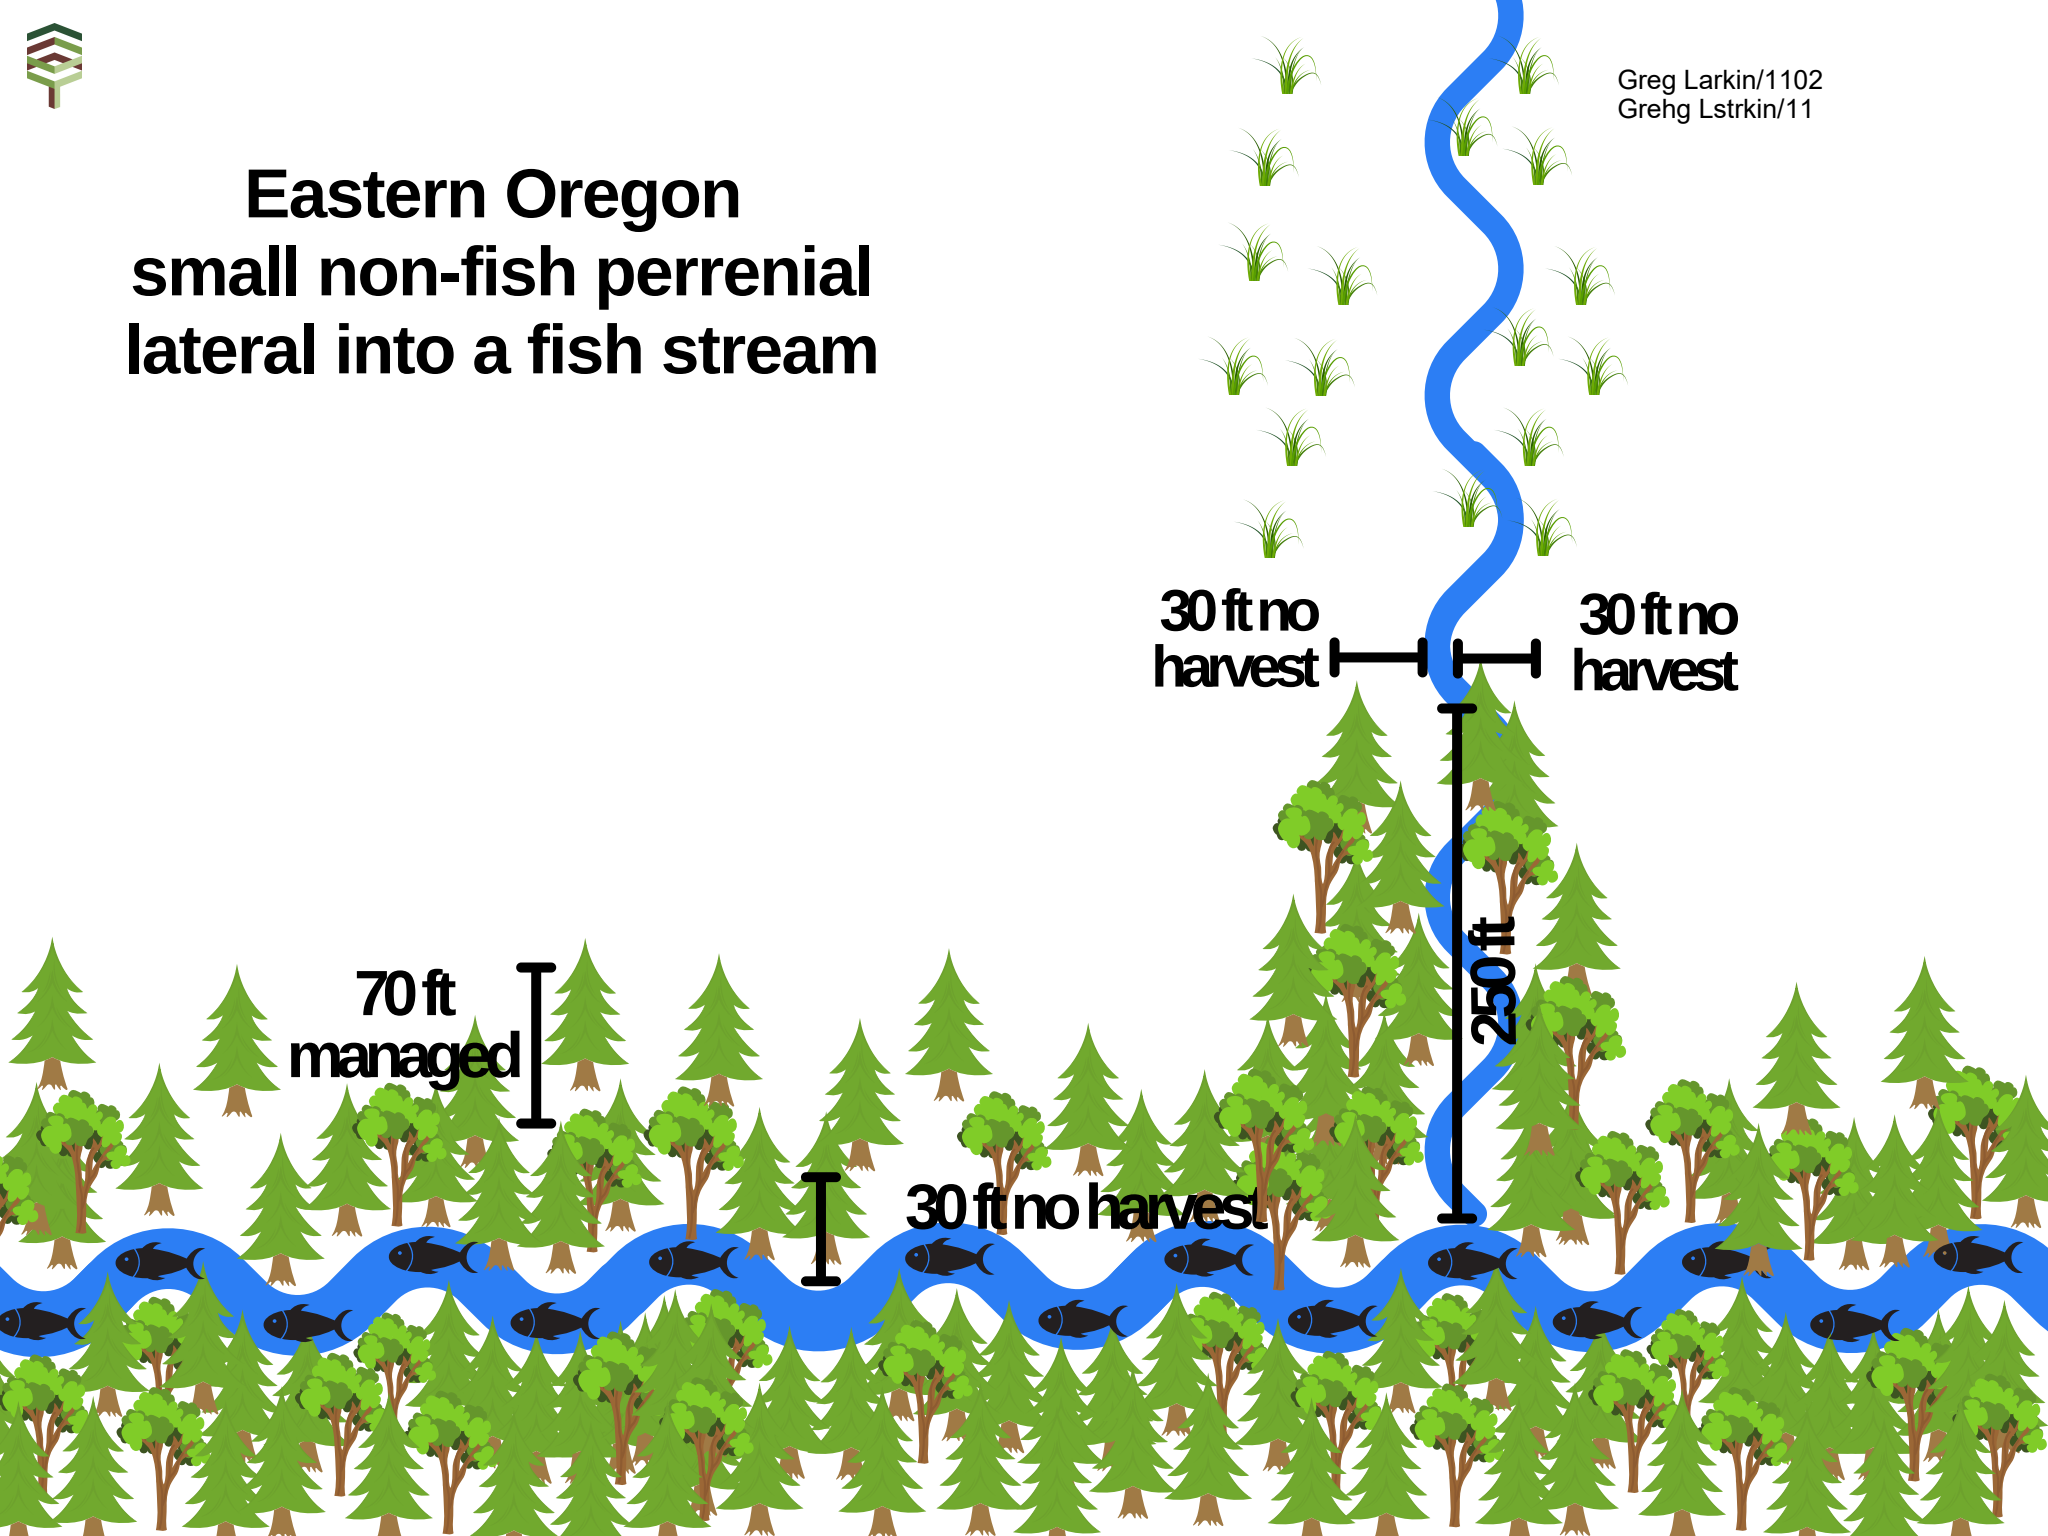 Greg Larkin/1102
Grehg Lstrkin/11
Eastern Oregon
small non-fish perrenial
lateral into a fish stream
30 ft no
harvest
30 ft no
harvest
250 ft
70 ft
managed
30 ft no harvest